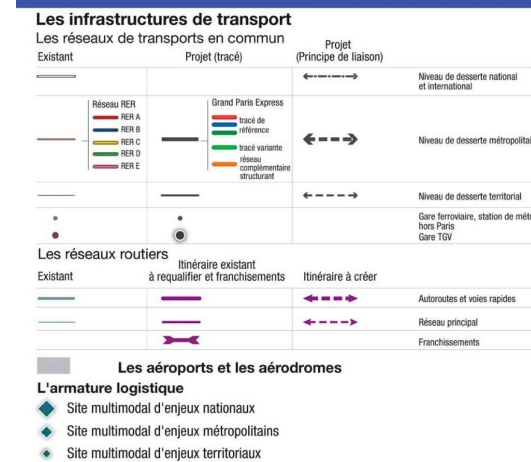 Les infrastructures de transport
Les réseaux de transports en commun
Existant
Projet (tracé)
Projet
(Principe de liaison)
Niveau de desserte national
et international
Réseau RER
RER A
RER B
RER C
RER D
RER E
Grand Paris Express
tracé de
référence
tracé variante
réseau
complémentaire
structurant
Niveau de desserte métropolitai
Niveau de desserte territorial
Gare ferroviaire, station de métr
hors Paris
Gare TGV
Les réseaux routiers
Existant
Itinéraire existant
à requalifier et franchisements
Itinéraire à créer
Autoroutes et voies rapides
Réseau principal
Franchissements
Les aéroports et les aérodromes
L'armature logistique
Site multimodal d'enjeux nationaux
Site multimodal d'enjeux métropolitains
Site multimodal d'enjeux territoriaux